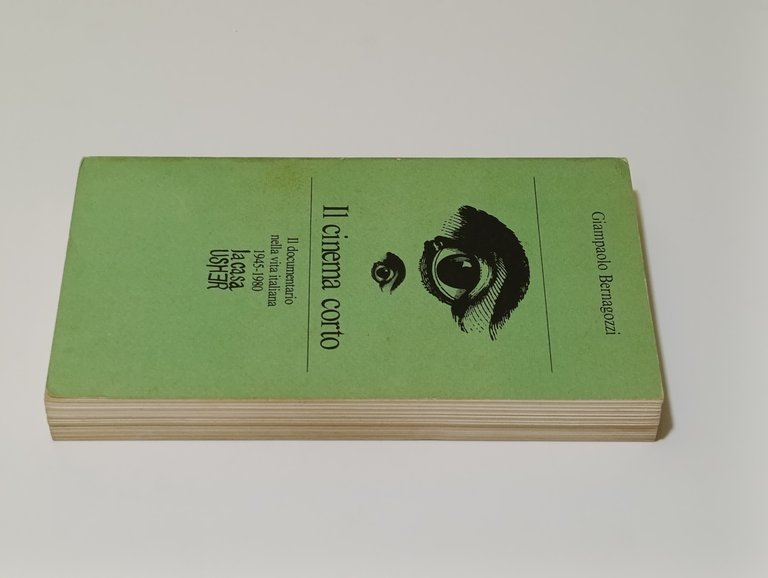 Giampaolo Bernagozzi
Il cinema corto
Il documentario
nella vita italiana
1945-1980
la casa
USHER